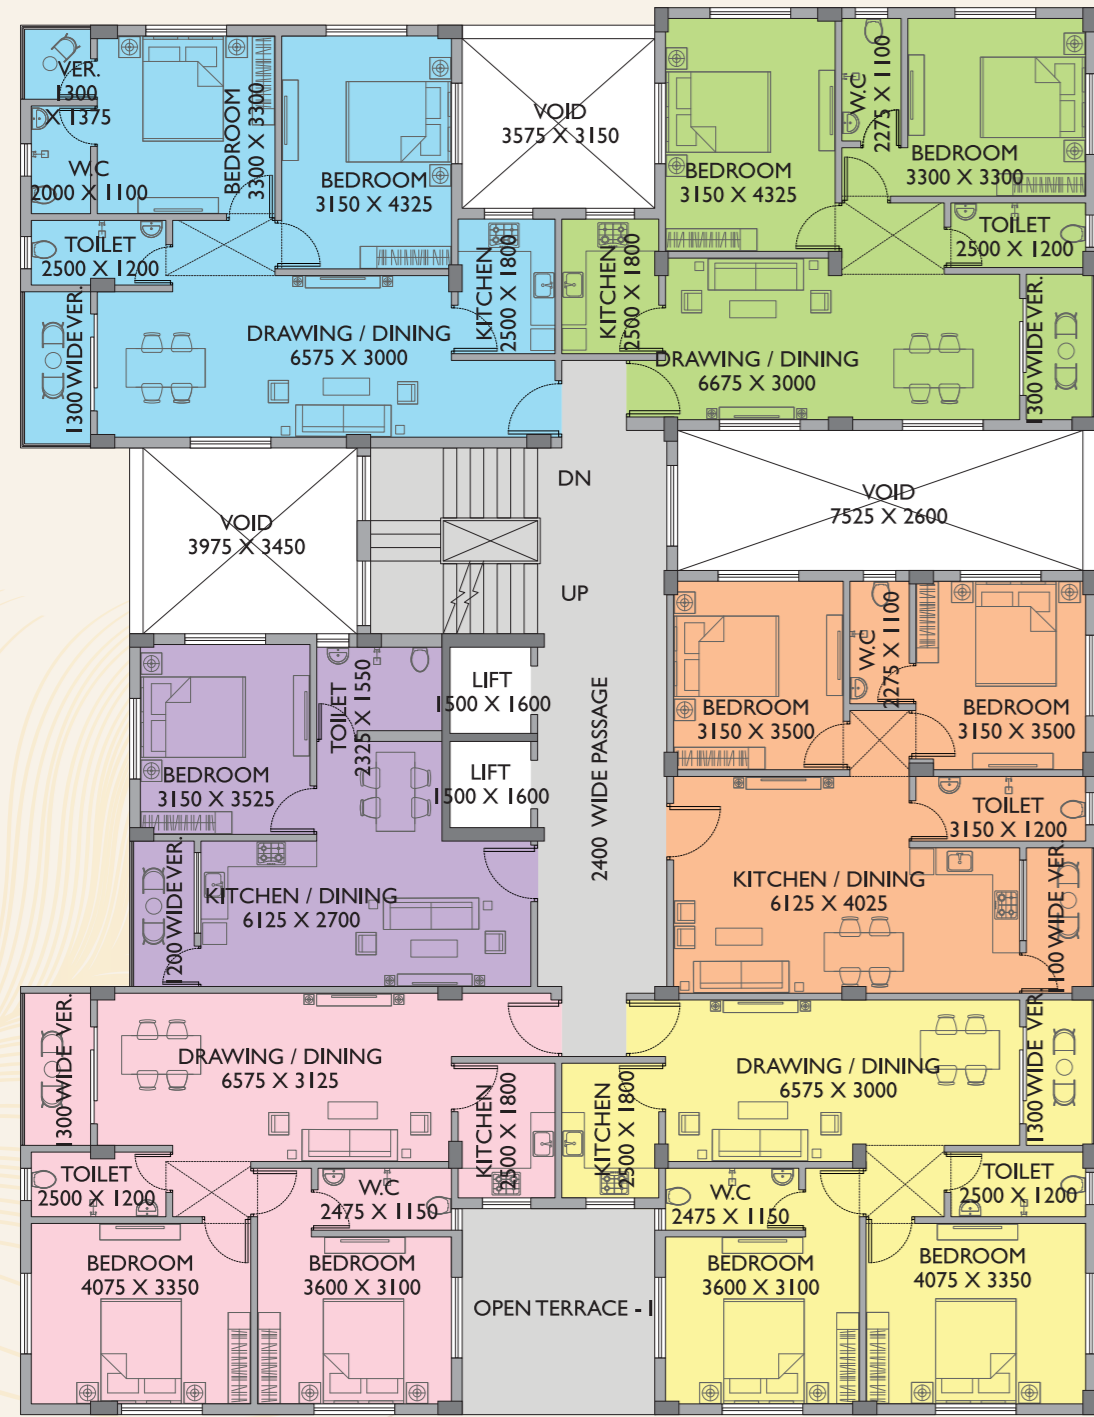 VER.
1300
X 1375
W.C
2000 X 1100
BEDROOM
3300 X 3300
BEDROOM
3150 X 4325
TOILET
2500 X 1200
1300 WIDE VER.
DRAWING / DINING
6575 X 3000
KITCHEN
2500 X 1800
VOID
3575 X 3150
KITCHEN
2500 X 1800
BEDROOM
3150 X 4325
W.C
2275 X 1100
BEDROOM
3300 X 3300
TOILET
2500 X 1200
DRAWING / DINING
6675 X 3000
1300 WIDE VER.
VOID
3975 X 3450
DN
UP
VOID
7525 X 2600
2400 WIDE PASSAGE
LIFT
1500 X 1600
LIFT
1500 X 1600
TOILET
2325 X 1550
BEDROOM
3150 X 3525
1200 WIDE VER.
KITCHEN / DINING
6125 X 2700
BEDROOM
3150 X 3500
W.C
2275 X 1100
BEDROOM
3150 X 3500
TOILET
3150 X 1200
KITCHEN / DINING
6125 X 4025
1100 WIDE VER.
1300 WIDE VER.
DRAWING / DINING
6575 X 3125
KITCHEN
2500 X 1800
TOILET
2500 X 1200
W.C
2475 X 1150
BEDROOM
4075 X 3350
BEDROOM
3600 X 3100
KITCHEN
2500 X 1800
DRAWING / DINING
6575 X 3000
1300 WIDE VER.
W.C
2475 X 1150
TOILET
2500 X 1200
BEDROOM
3600 X 3100
BEDROOM
4075 X 3350
OPEN TERRACE - 1